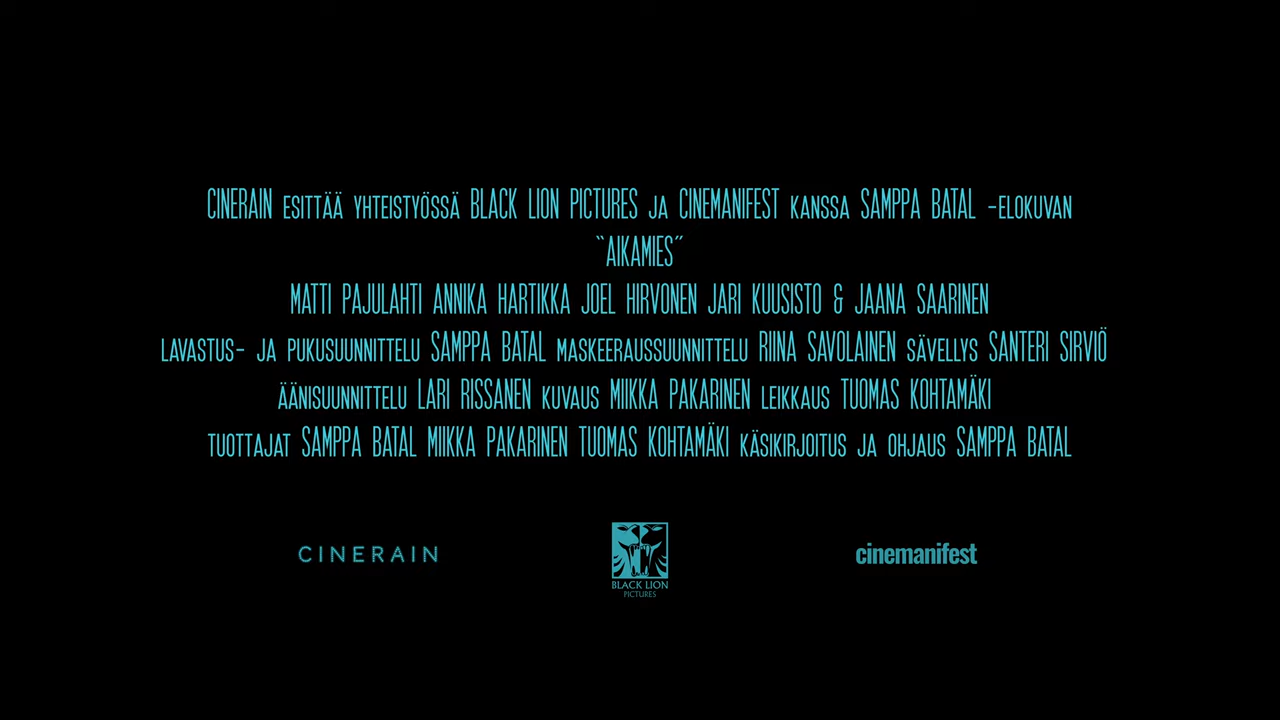 CINERAIN ESITTÄÄ YHTEISTYÖSSÄ BLACK LION PICTURES JA CINEMANIFEST KANSSA SAMPPA BATAL -ELOKUVAN
"AIKAMIES"
MATTI PAJULAHTI ANNIKA HARTIKKA JOEL HIRVONEN JARI KUUSISTO & JAANA SAARINEN
LAVASTUS- JA PUKUSUUNNITTELU SAMPPA BATAL MASKEERAUSSUUNNITTELU RIINA SAVOLAINEN SÄVELLYS SANTERI SIRVIÖ
ÄÄNISUUNNITTELU LARI RISSANEN KUVAUS MIIKKA PAKARINEN LEIKKAUS TUOMAS KOHTAMÄKI
TUOTTAJAT SAMPPA BATAL MIIKKA PAKARINEN TUOMAS KOHTAMÄKI KÄSIKIRJOITUS JA OHJAUS SAMPPA BATAL
CINERAIN
BLACK LION
PICTURES
cinemanifest